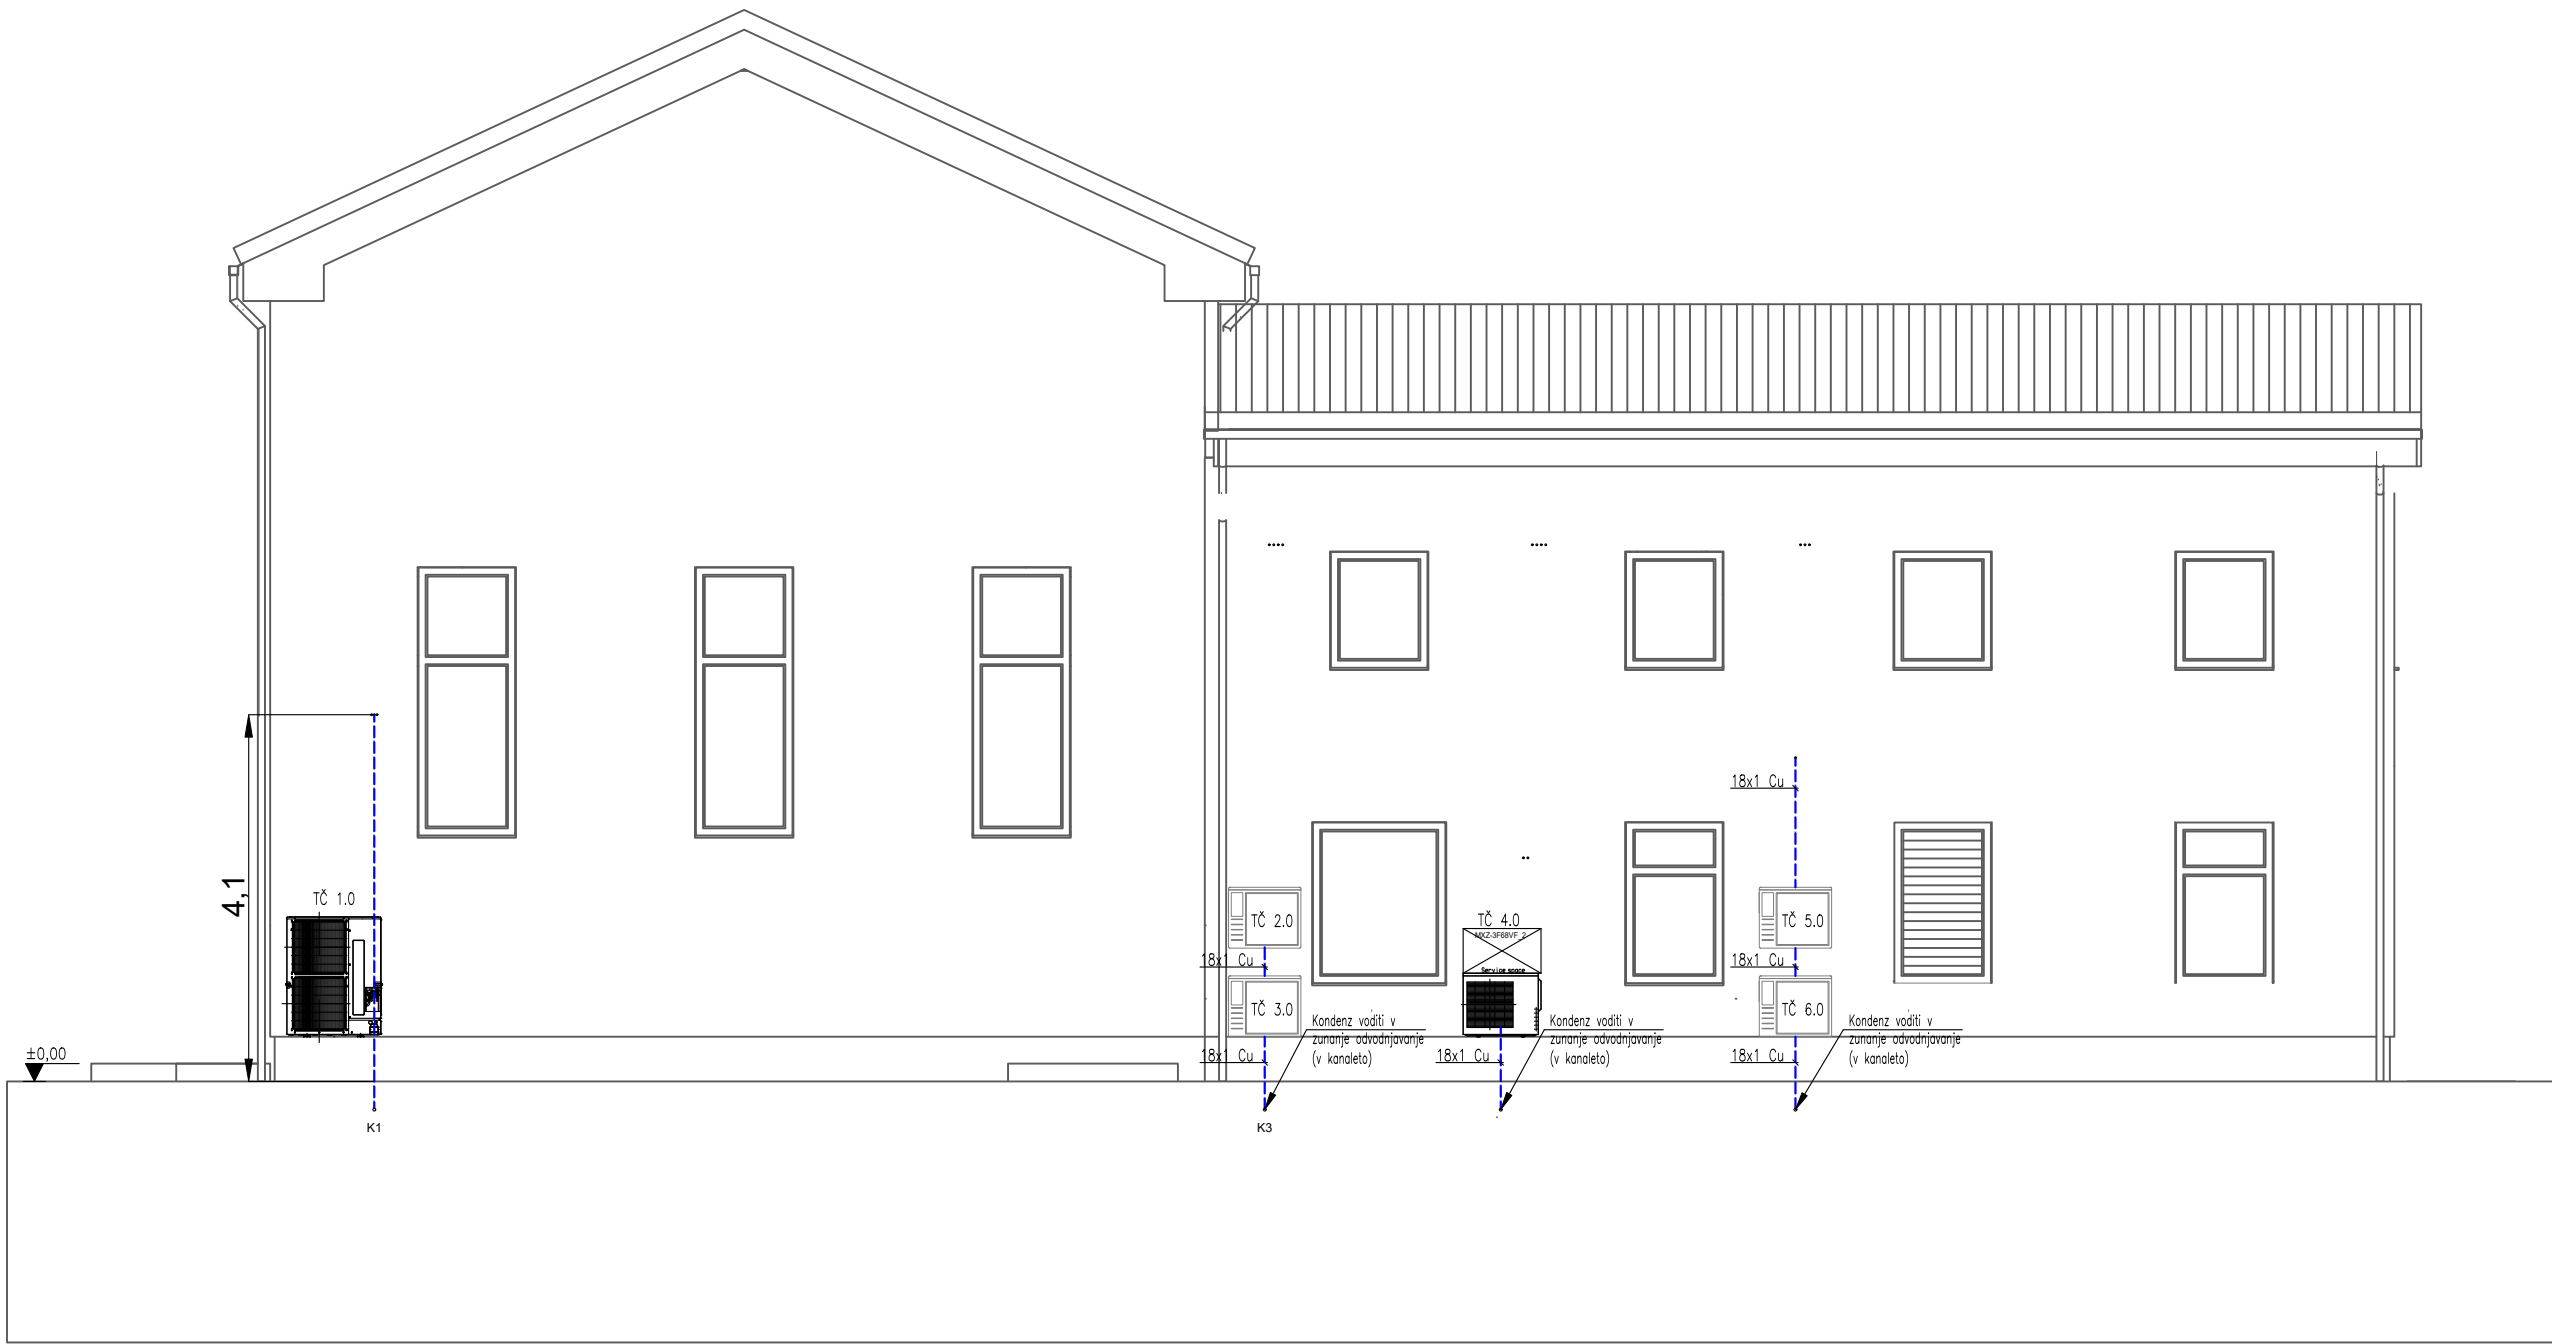 18x1 Cu
4,1
TČ 1.0
TČ 2.0
TČ 4.0
MXZ-3F68VF_2
TČ 5.0
18x1 Cu
Service space
18x1 Cu
TČ 3.0
TČ 6.0
Kondenz voditi v
zunanje odvodnjavanje
(v kanaleto)
Kondenz voditi v
zunanje odvodnjavanje
(v kanaleto)
Kondenz voditi v
zunanje odvodnjavanje
(v kanaleto)
±0,00
18x1 Cu
18x1 Cu
18x1 Cu
K1
K3